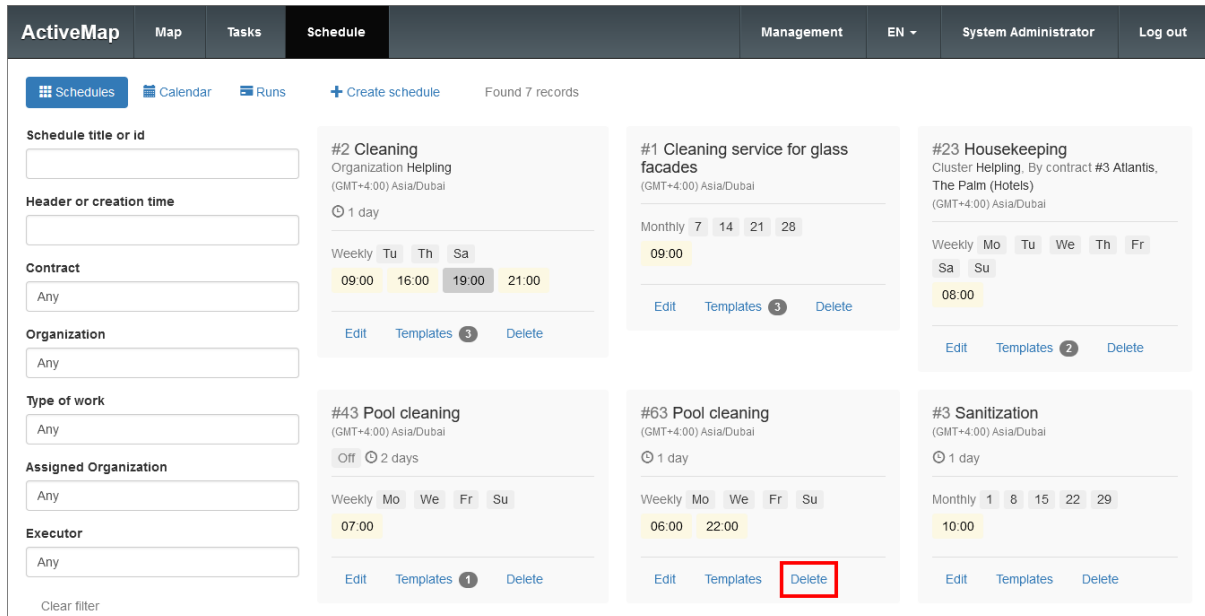 ActiveMap Map Tasks Schedule Management EN System Administrator Log out
Schedules Calendar Runs Create schedule Found 7 records
Schedule title or id
Header or creation time
Contract
Any
Organization
Any
Type of work
Any
Assigned Organization
Any
Executor
Any
Clear filter
#2 Cleaning
Organization Helpling
(GMT+4:00) Asia/Dubai
1 day
Weekly Tu Th Sa
09:00 16:00 19:00 21:00
Edit Templates 3 Delete
#1 Cleaning service for glass
facades
(GMT+4:00) Asia/Dubai
Monthly 7 14 21 28
09:00
Edit Templates 3 Delete
#23 Housekeeping
Cluster Helpling, By contract #3 Atlantis,
The Palm (Hotels)
(GMT+4:00) Asia/Dubai
Weekly Mo Tu We Th Fr
Sa Su
08:00
Edit Templates 2 Delete
#43 Pool cleaning
(GMT+4:00) Asia/Dubai
Off 2 days
Weekly Mo We Fr Su
07:00
Edit Templates 1 Delete
#63 Pool cleaning
(GMT+4:00) Asia/Dubai
1 day
Weekly Mo We Fr Su
06:00 22:00
Edit Templates Delete
#3 Sanitization
(GMT+4:00) Asia/Dubai
1 day
Monthly 1 8 15 22 29
10:00
Edit Templates Delete